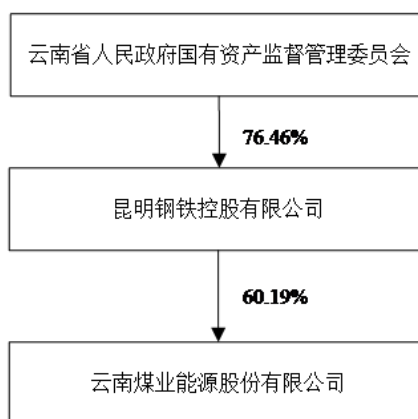 云南省人民政府国有资产监督管理委员会
76.46%
昆明钢铁控股有限公司
60.19%
云南煤业能源股份有限公司